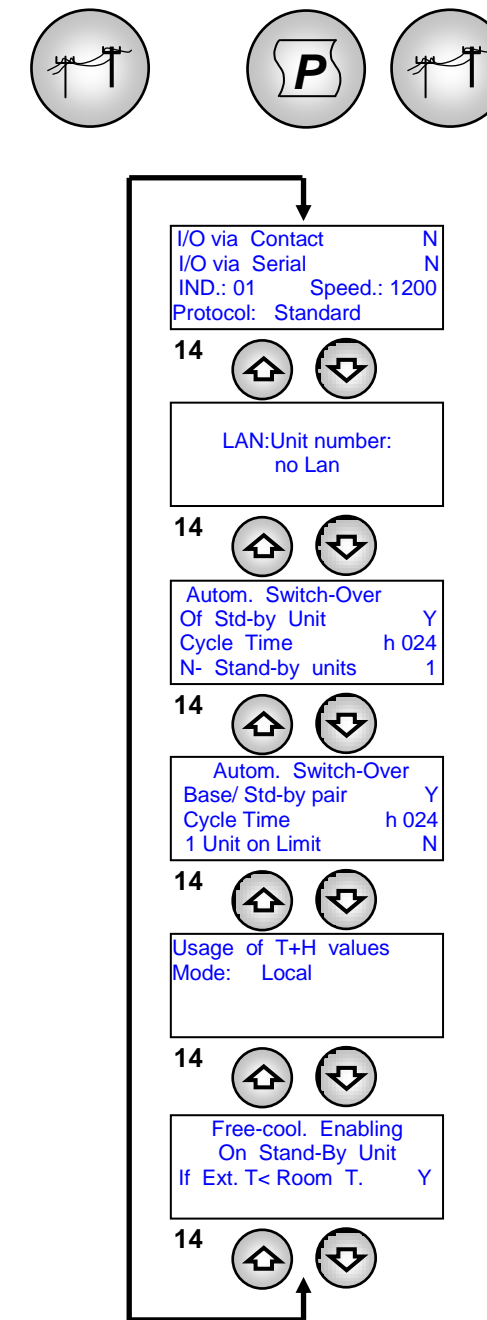 P
I/O via Contact N
I/O via Serial N
IND.: 01 Speed.: 1200
Protocol: Standard
14
LAN:Unit number:
no Lan
14
Autom. Switch-Over
Of Std-by Unit Y
Cycle Time h 024
N- Stand-by units 1
14
Autom. Switch-Over
Base/ Std-by pair Y
Cycle Time h 024
1 Unit on Limit N
14
Usage of T+H values
Mode: Local
14
Free-cool. Enabling
On Stand-By Unit
If Ext. T< Room T. Y
14